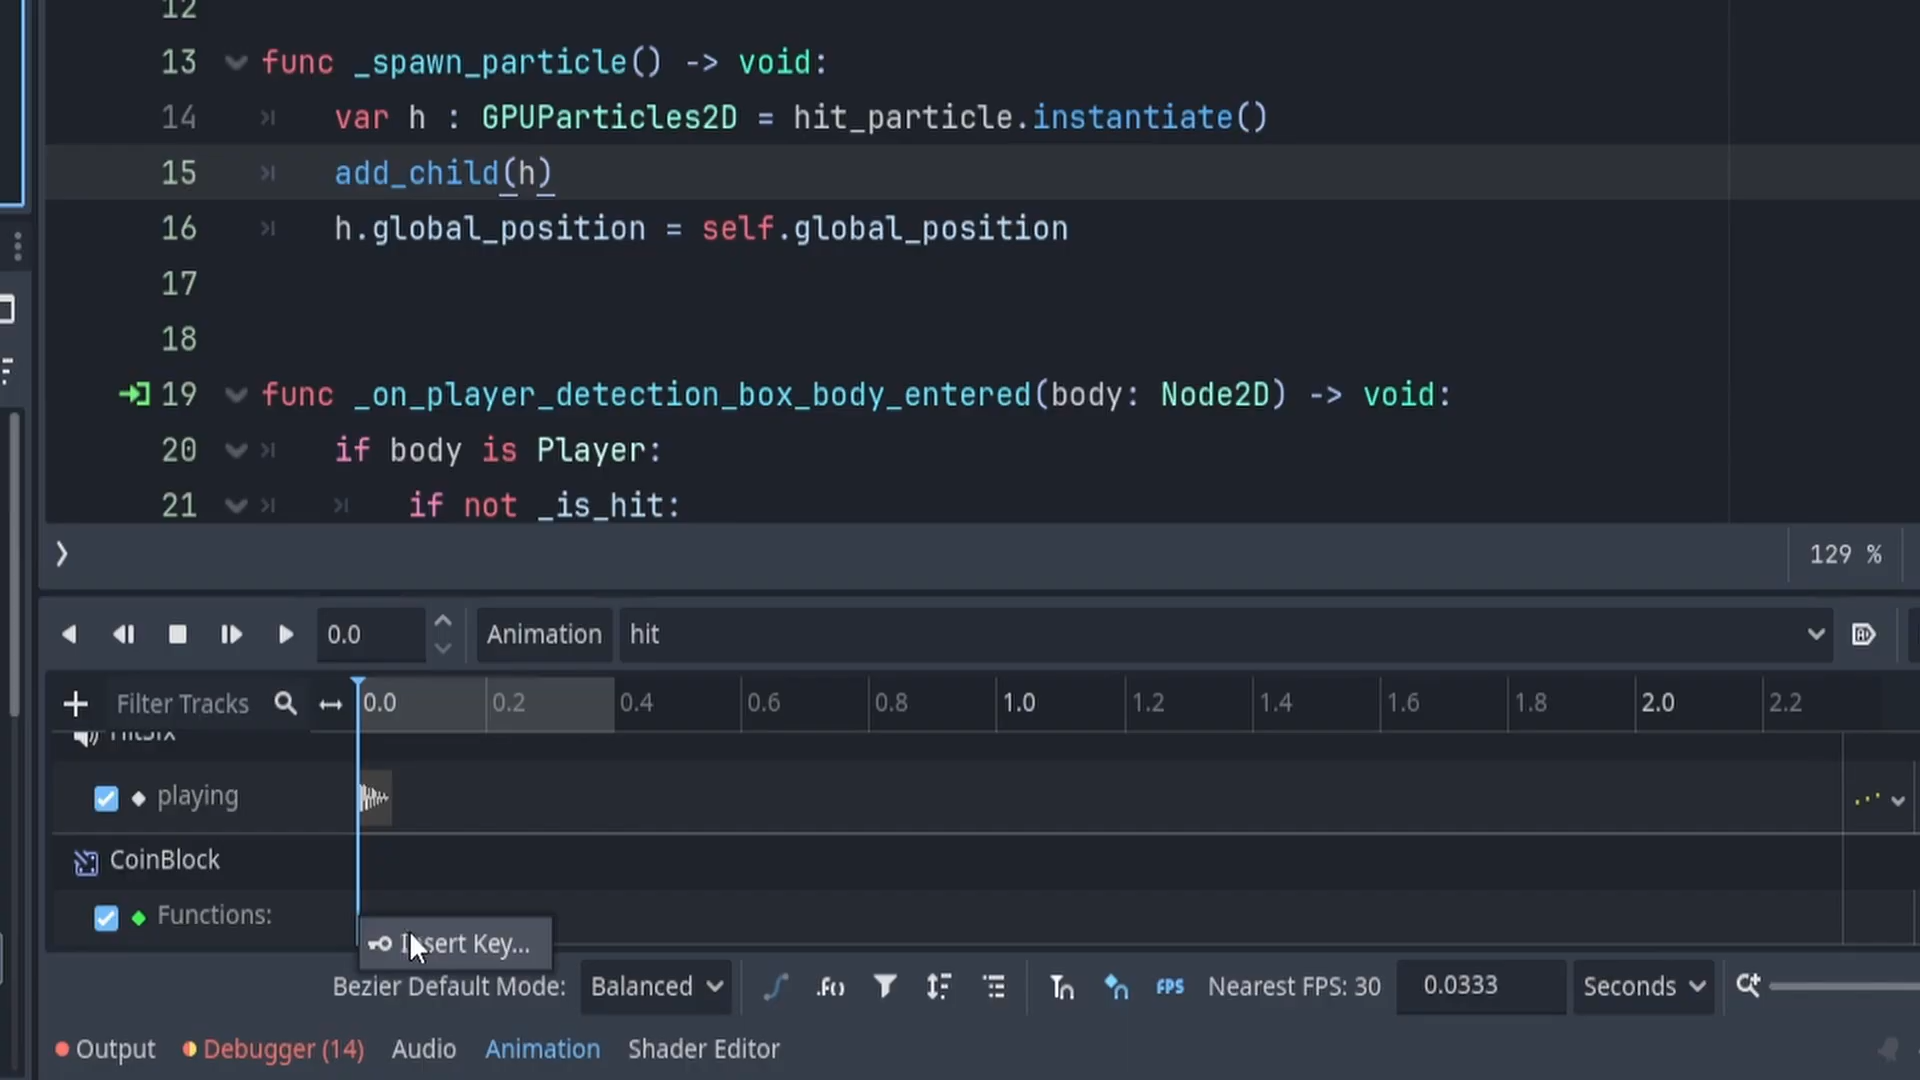 12
13 func _spawn_particle() -> void:
14 var h : GPUParticles2D = hit_particle.instantiate()
15 add_child(h)
16 h.global_position = self.global_position
17
18
19 func _on_player_detection_box_body_entered(body: Node2D) -> void:
20 if body is Player:
21 if not _is_hit:
129 %
0.0 Animation hit
Filter Tracks 0.0 0.2 0.4 0.6 0.8 1.0 1.2 1.4 1.6 1.8 2.0 2.2
playing
CoinBlock
Functions:
Insert Key...
Bezier Default Mode: Balanced .f() FPS Nearest FPS: 30 0.0333 Seconds
Output Debugger (14) Audio Animation Shader Editor